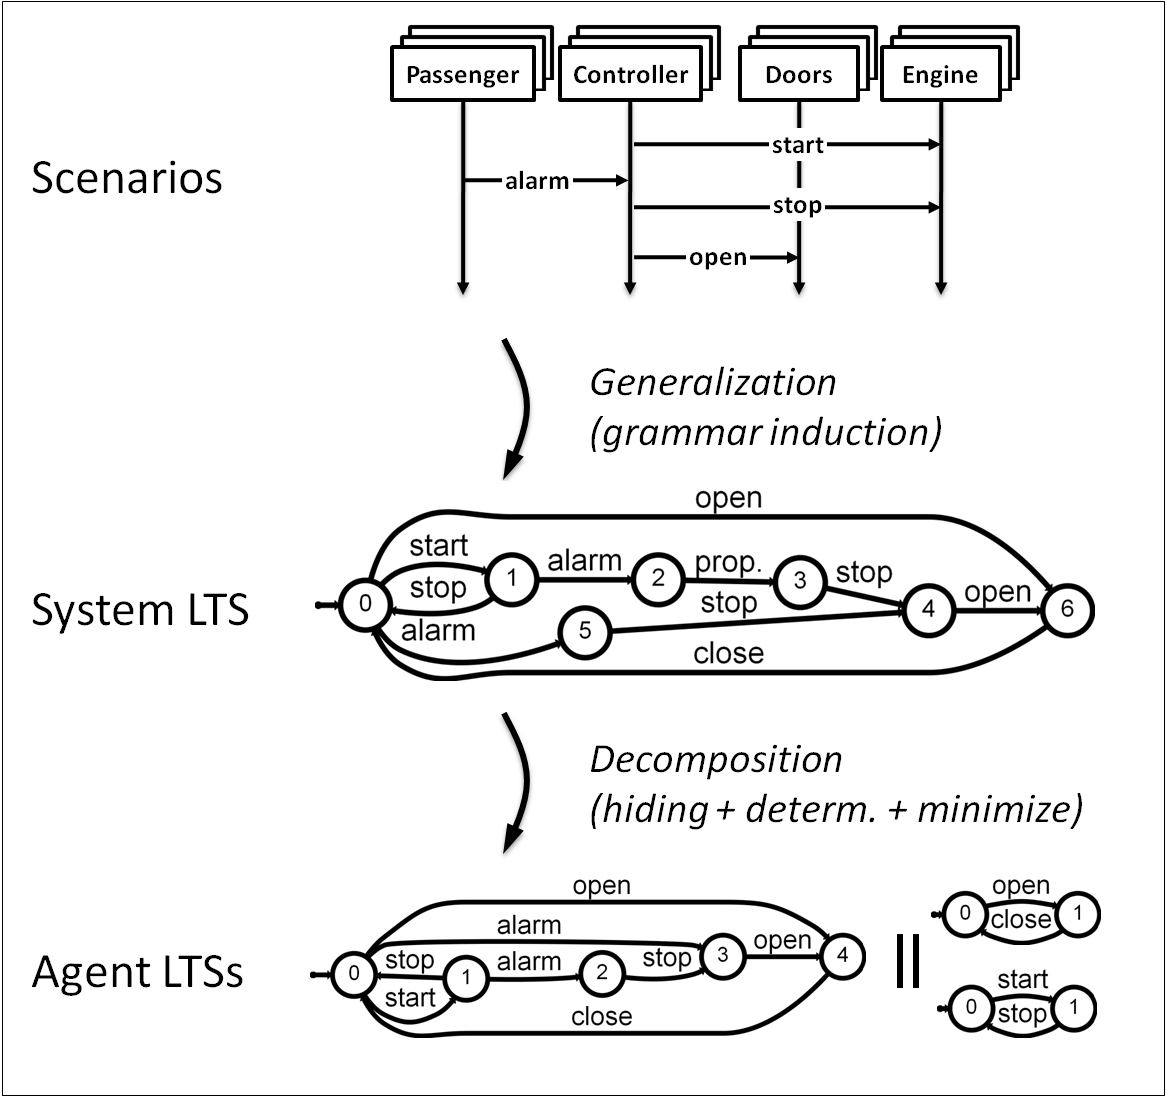 Passenger Controller Doors Engine
start
Scenarios
alarm
stop
open
Generalization
(grammar induction)
open
start
alarm
prop.
stop
1
2
3
stop
stop
open
System LTS
0
4
6
alarm
5
close
Decomposition
(hiding + determ. + minimize)
open
open
alarm
0
close
1
stop
alarm
stop
3
open
4
Agent LTSs
0
1
2
start
start
0
stop
1
close